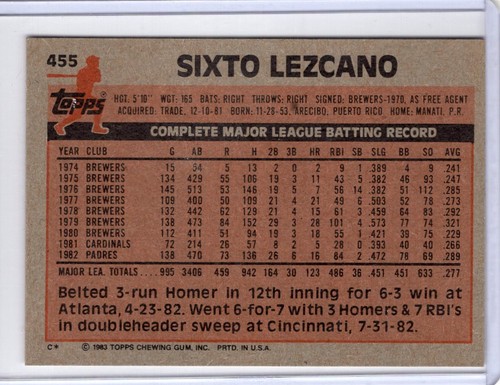 455
SIXTO LEZCANO
Topps
HGT: 5'10" WGT: 165 BATS: RIGHT THROWS: RIGHT SIGNED: BREWERS-1970, AS FREE AGENT
ACQUIRED: TRADE, 12-10-81 BORN: 11-28-53, ARECIBO, PUERTO RICO HOME: MANATI, P.R.
COMPLETE MAJOR LEAGUE BATTING RECORD
YEAR CLUB G AB R H 2B 3B HR RBI SB SLG BB SO AVG
1974 BREWERS 15 54 5 13 2 0 2 9 1 .389 4 9 .241
1975 BREWERS 134 429 55 106 19 3 11 43 5 .382 46 93 .247
1976 BREWERS 145 513 53 146 19 5 7 56 14 .382 51 112 .285
1977 BREWERS 109 400 50 109 21 4 21 49 6 .503 52 78 .273
1978 BREWERS 132 442 62 129 21 4 15 61 3 .459 64 83 .292
1979 BREWERS 138 473 84 152 29 3 28 101 4 .573 77 74 .321
1980 BREWERS 112 411 51 94 19 3 18 55 1 .421 39 75 .229
1981 CARDINALS 72 214 26 57 8 2 5 28 0 .393 40 40 .266
1982 PADRES 138 470 73 136 26 6 16 84 2 .472 78 69 .289
MAJOR LEA. TOTALS.... 995 3406 459 942 164 30 123 486 36 .451 451 633 .277
Belted 3-run Homer in 12th inning for 6-3 win at
Atlanta, 4-23-82. Went 6-for-7 with 3 Homers & 7 RBI's
in doubleheader sweep at Cincinnati, 7-31-82.
C* © 1983 TOPPS CHEWING GUM, INC. PRTD. IN U.S.A.